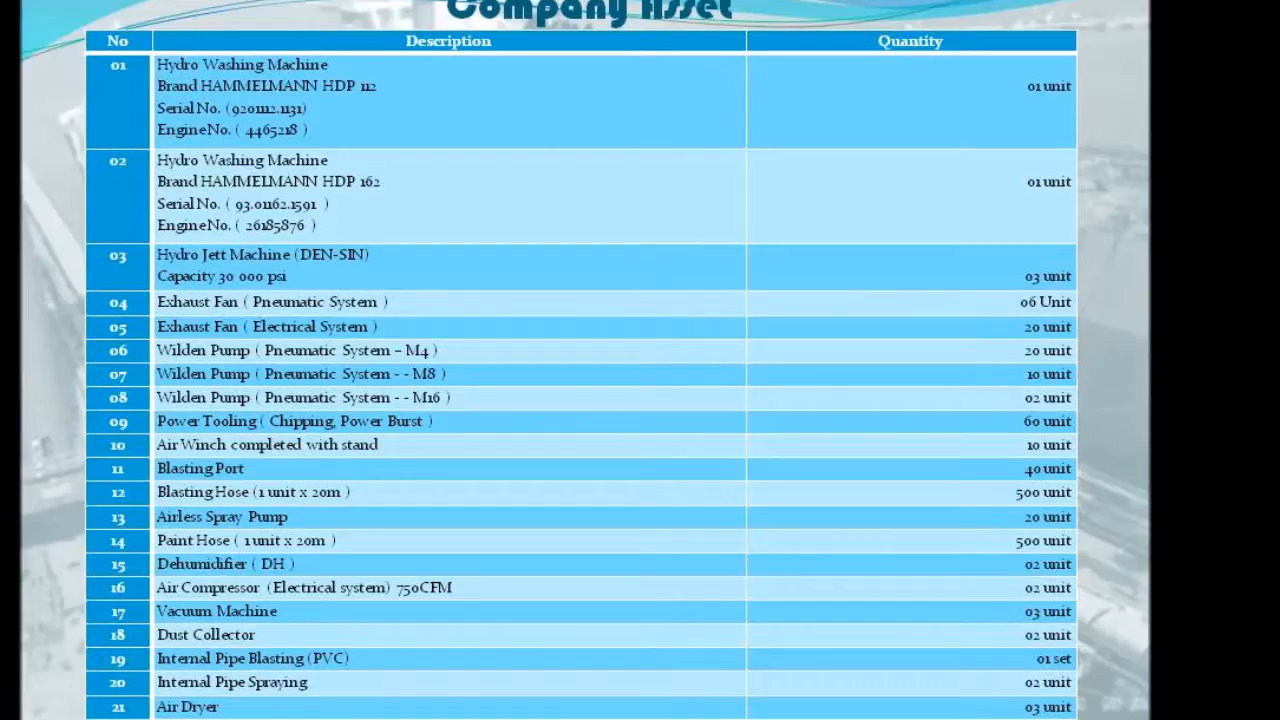 Company Asset
No Description Quantity
01 Hydro Washing Machine
Brand HAMMELMANN HDP 112 01 unit
Serial No. (9201112.1131)
Engine No. ( 4465218 )
02 Hydro Washing Machine
Brand HAMMELMANN HDP 162 01 unit
Serial No. ( 93.01162.1591 )
Engine No. ( 26185876 )
03 Hydro Jett Machine (DEN-SIN)
Capacity 30 000 psi 03 unit
04 Exhaust Fan ( Pneumatic System ) 06 Unit
05 Exhaust Fan ( Electrical System ) 20 unit
06 Wilden Pump ( Pneumatic System – M4 ) 20 unit
07 Wilden Pump ( Pneumatic System - - M8 ) 10 unit
08 Wilden Pump ( Pneumatic System - - M16 ) 02 unit
09 Power Tooling ( Chipping, Power Burst ) 60 unit
10 Air Winch completed with stand 10 unit
11 Blasting Port 40 unit
12 Blasting Hose (1 unit x 20m ) 500 unit
13 Airless Spray Pump 20 unit
14 Paint Hose ( 1 unit x 20m ) 500 unit
15 Dehumidifier ( DH ) 02 unit
16 Air Compressor (Electrical system) 750CFM 02 unit
17 Vacuum Machine 03 unit
18 Dust Collector 02 unit
19 Internal Pipe Blasting (PVC) 01 set
20 Internal Pipe Spraying 02 unit
21 Air Dryer 03 unit